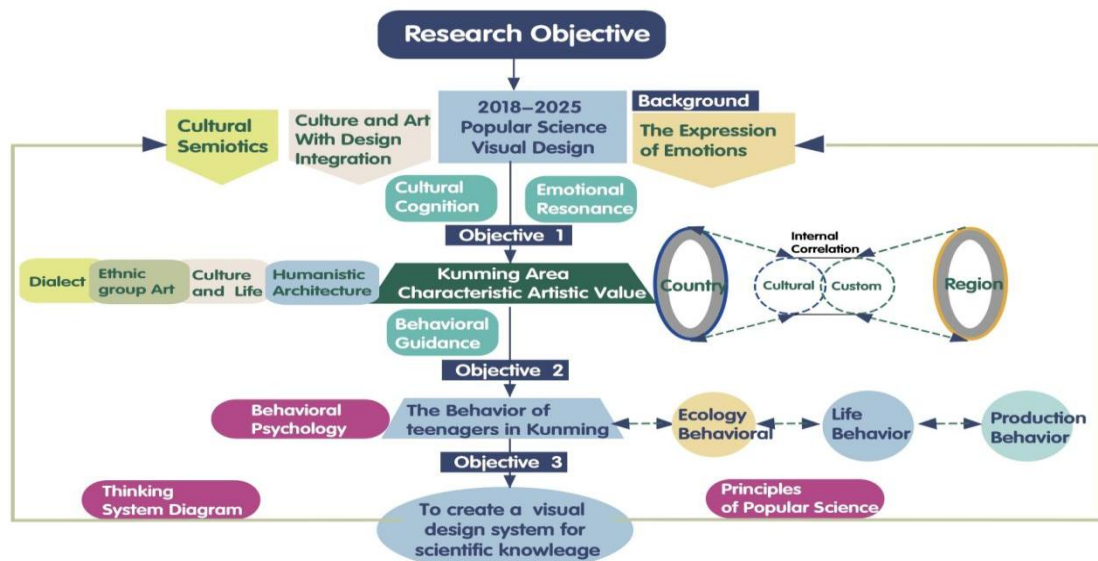 Research Objective
Cultural
Semiotics
Culture and Art
With Design
Integration
2018–2025
Popular Science
Visual Design
Background
The Expression
of Emotions
Cultural
Cognition
Emotional
Resonance
Objective 1
Dialect
Ethnic
group Art
Culture
and Life
Humanistic
Architecture
Kunming Area
Characteristic Artistic Value
Country
Internal
Correlation
Cultural
Custom
Region
Behavioral
Guidance
Objective 2
Behavioral
Psychology
The Behavior of
teenagers in Kunming
Ecology
Behavioral
Life
Behavior
Production
Behavior
Objective 3
Thinking
System Diagram
To create a visual
design system for
scientific knowleage
Principles
of Popular Science